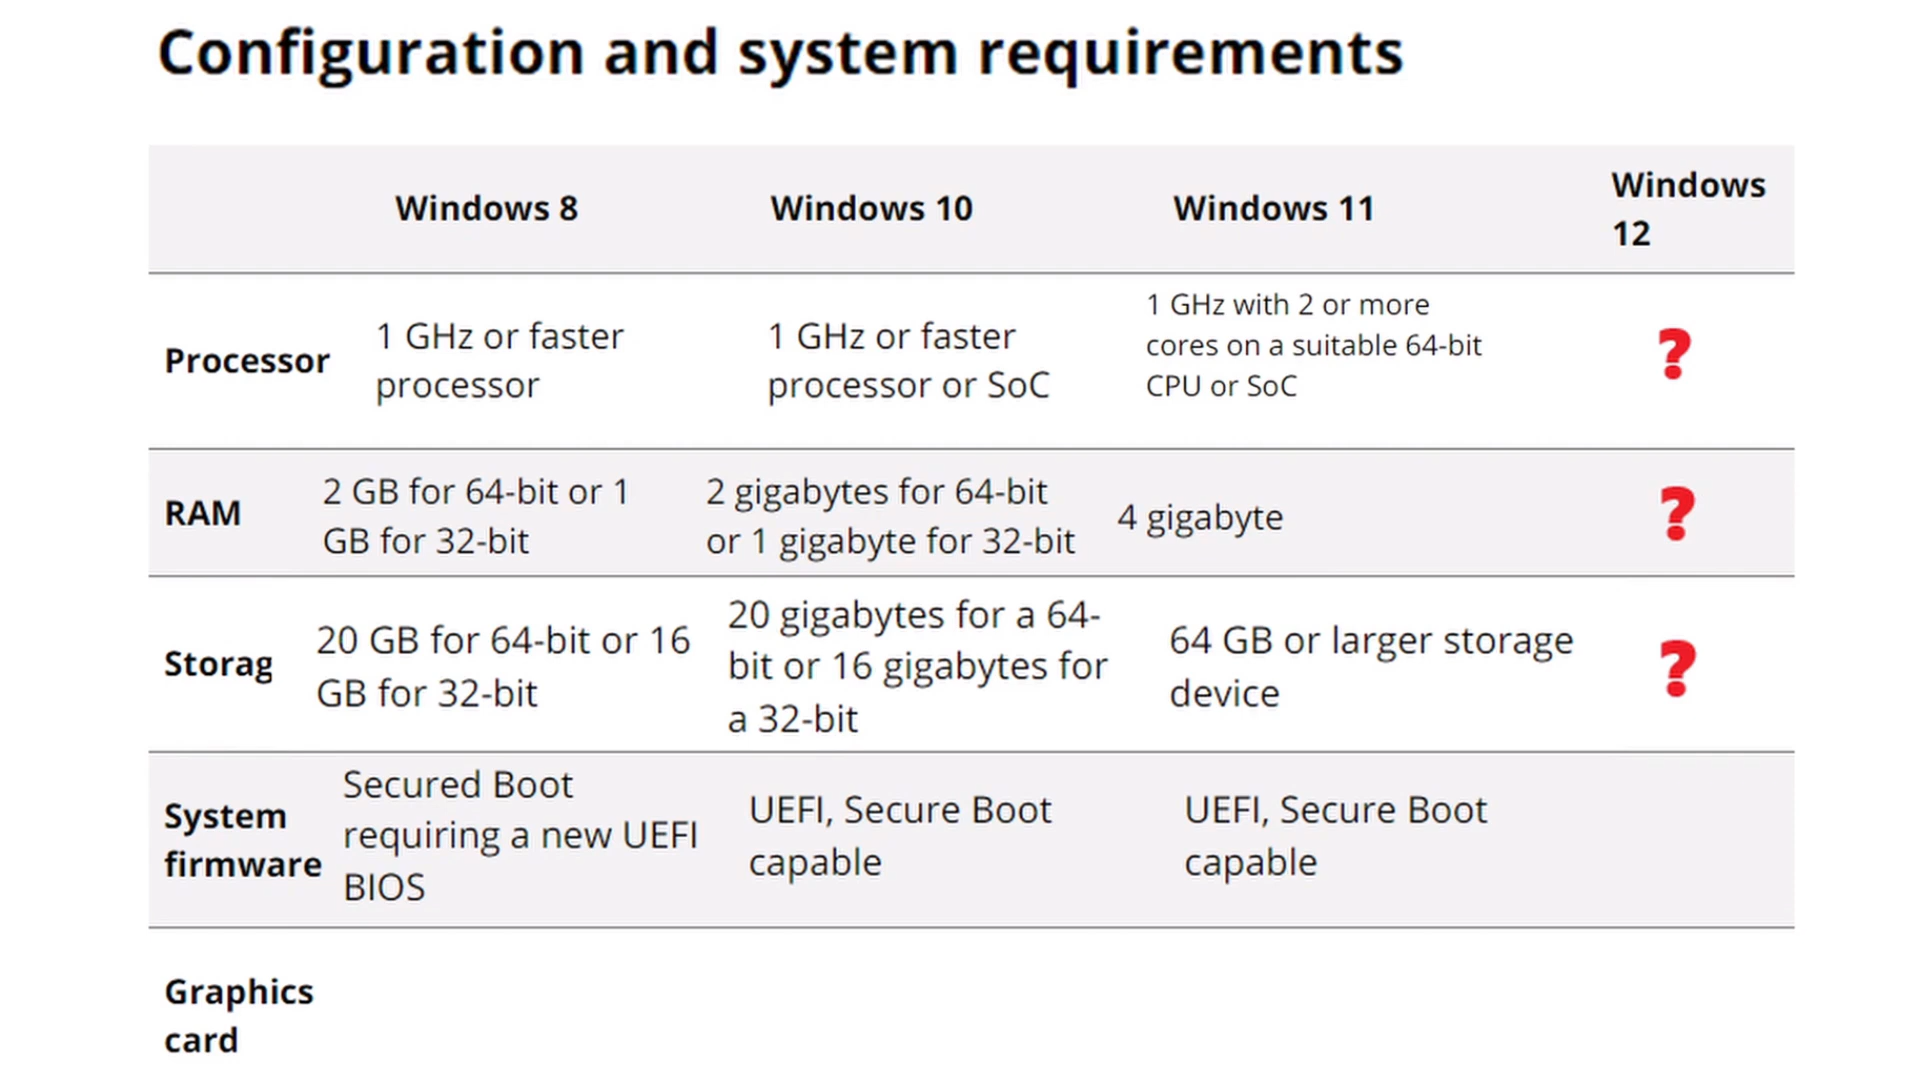 Configuration and system requirements
Windows 8
Windows 10
Windows 11
Windows
12
Processor
1 GHz or faster
processor
1 GHz or faster
processor or SoC
1 GHz with 2 or more
cores on a suitable 64-bit
CPU or SoC
?
RAM
2 GB for 64-bit or 1
GB for 32-bit
2 gigabytes for 64-bit
or 1 gigabyte for 32-bit
4 gigabyte
?
Storag
20 GB for 64-bit or 16
GB for 32-bit
20 gigabytes for a 64-
bit or 16 gigabytes for
a 32-bit
64 GB or larger storage
device
?
System
firmware
Secured Boot
requiring a new UEFI
BIOS
UEFI, Secure Boot
capable
UEFI, Secure Boot
capable
Graphics
card